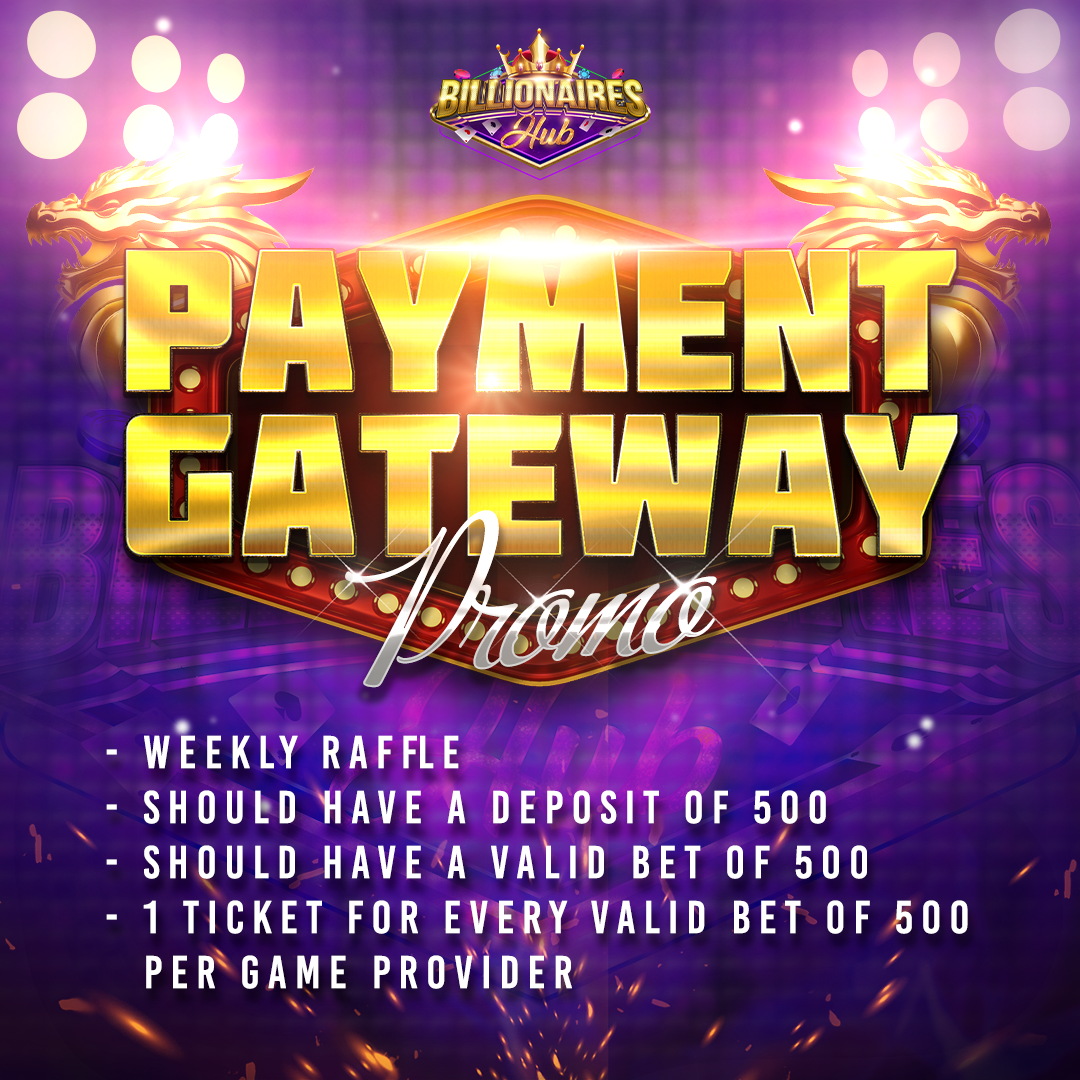 BILLIONAIRES
Hub
PAYMENT
GATEWAY
Promo
- WEEKLY RAFFLE
- SHOULD HAVE A DEPOSIT OF 500
- SHOULD HAVE A VALID BET OF 500
- 1 TICKET FOR EVERY VALID BET OF 500
PER GAME PROVIDER